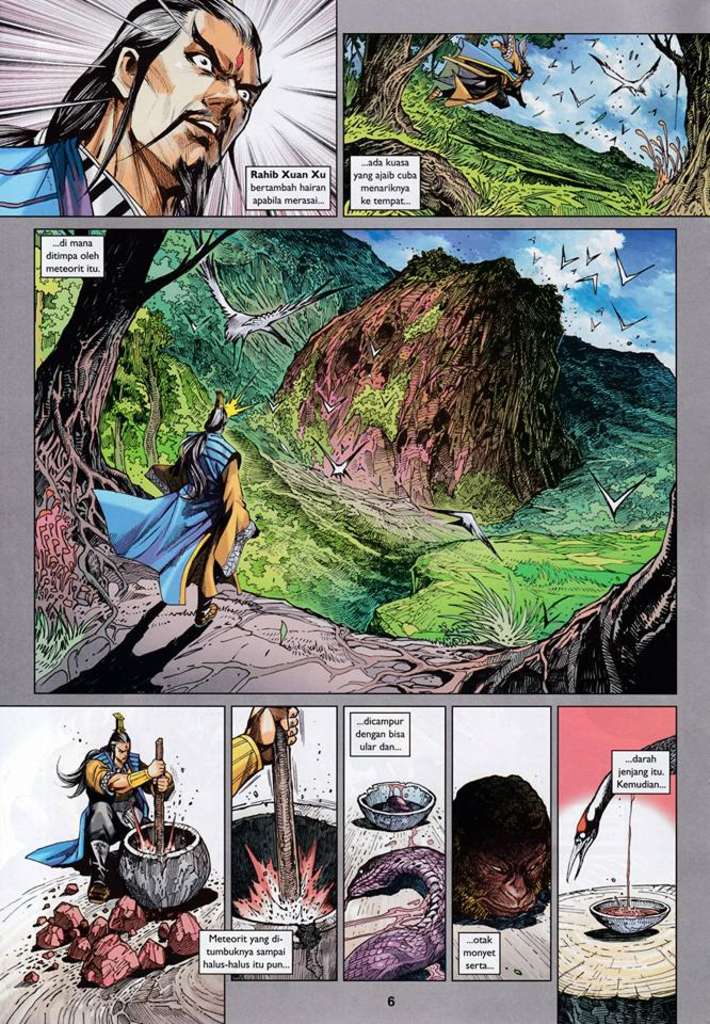 Rahib Xuan Xu
bertambah hairan
apabila merasai...
...ada kuasa
yang ajaib cuba
menariknya
ke tempat...
...di mana
ditimpa oleh
meteorit itu.
Meteorit yang di-
tumbuknya sampai
halus-halus itu pun...
...dicampur
dengan bisa
ular dan...
...otak
monyet
serta...
...darah
jenjang itu.
Kemudian...
6